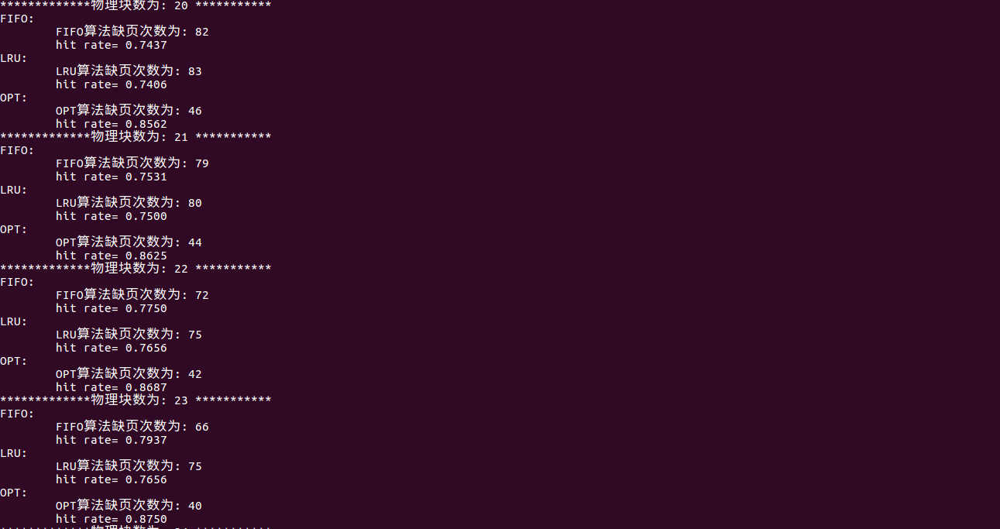 *************物理块数为: 20 ***********
FIFO:
FIFO算法缺页次数为: 82
hit rate= 0.7437
LRU:
LRU算法缺页次数为: 83
hit rate= 0.7406
OPT:
OPT算法缺页次数为: 46
hit rate= 0.8562
*************物理块数为: 21 ***********
FIFO:
FIFO算法缺页次数为: 79
hit rate= 0.7531
LRU:
LRU算法缺页次数为: 80
hit rate= 0.7500
OPT:
OPT算法缺页次数为: 44
hit rate= 0.8625
*************物理块数为: 22 ***********
FIFO:
FIFO算法缺页次数为: 72
hit rate= 0.7750
LRU:
LRU算法缺页次数为: 75
hit rate= 0.7656
OPT:
OPT算法缺页次数为: 42
hit rate= 0.8687
*************物理块数为: 23 ***********
FIFO:
FIFO算法缺页次数为: 66
hit rate= 0.7937
LRU:
LRU算法缺页次数为: 75
hit rate= 0.7656
OPT:
OPT算法缺页次数为: 40
hit rate= 0.8750